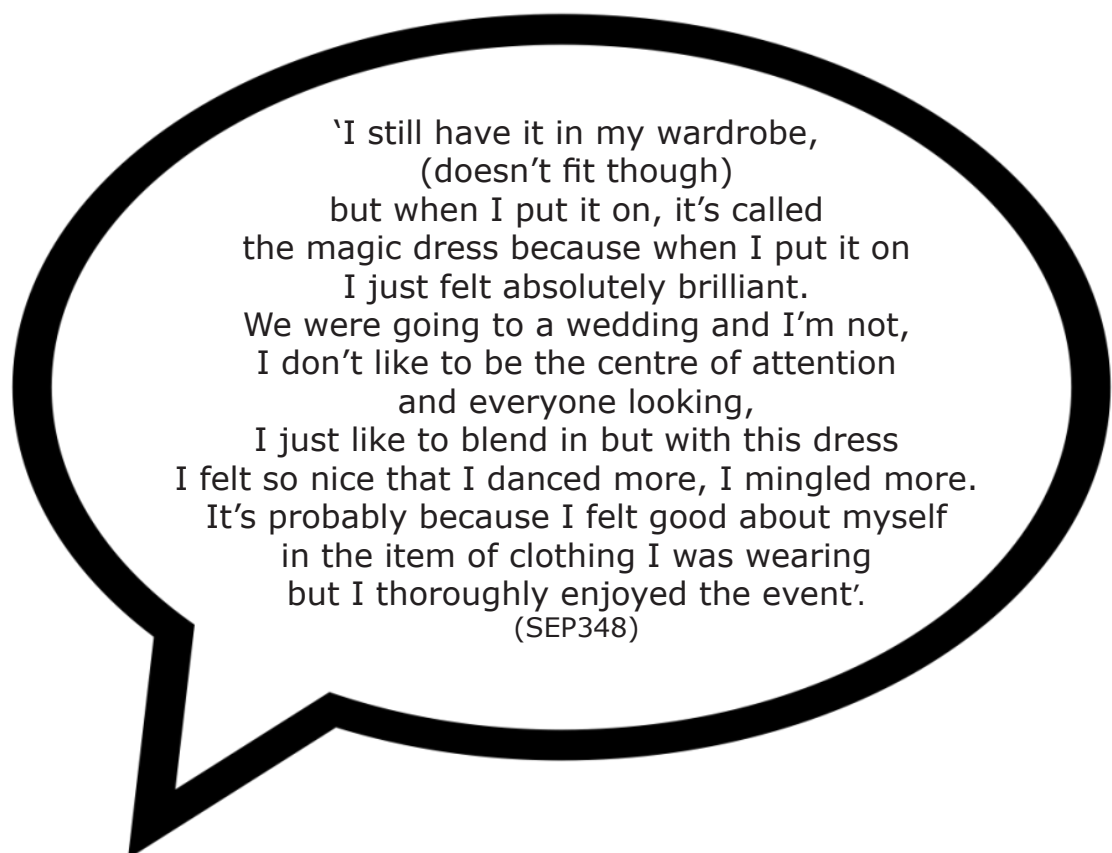 ‘I still have it in my wardrobe,
(doesn’t fit though)
but when I put it on, it’s called
the magic dress because when I put it on
I just felt absolutely brilliant.
We were going to a wedding and I’m not,
I don’t like to be the centre of attention
and everyone looking,
I just like to blend in but with this dress
I felt so nice that I danced more, I mingled more.
It’s probably because I felt good about myself
in the item of clothing I was wearing
but I thoroughly enjoyed the event’.
(SEP348)